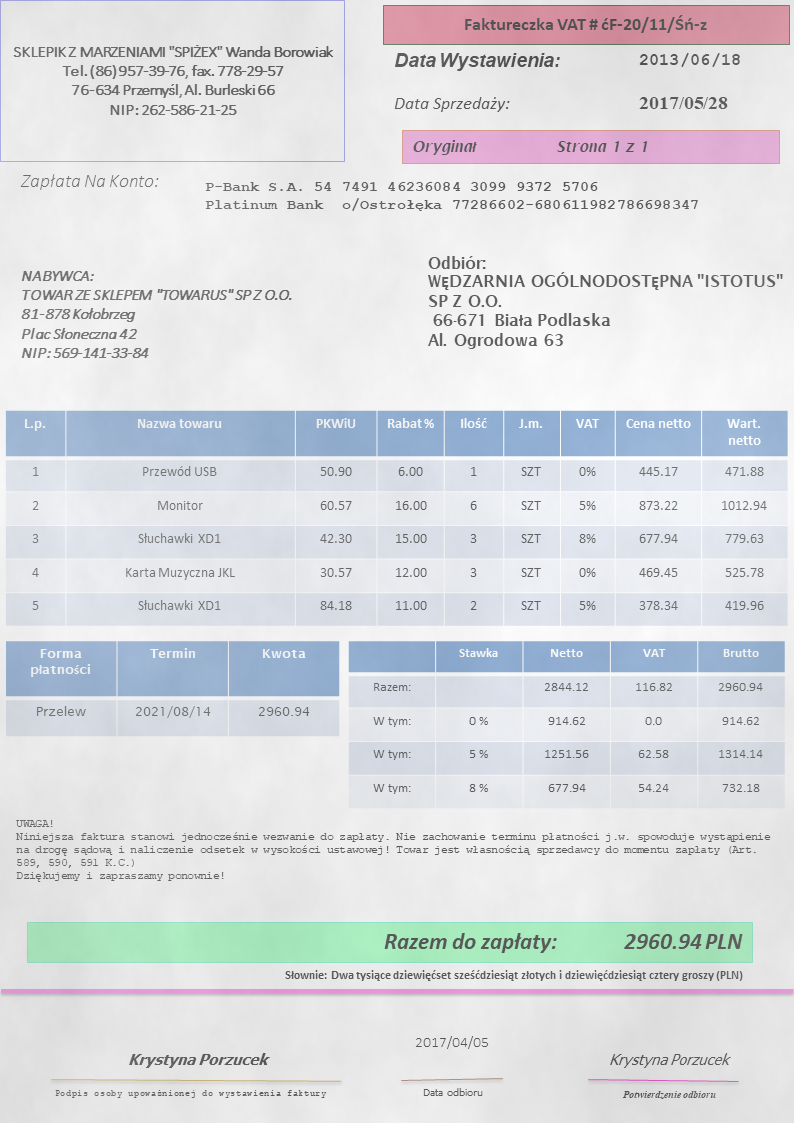 SKLEPIK Z MARZENIAMI "SPIŻEX" Wanda Borowiak
Tel. (86) 957-39-76, fax. 778-29-57
76-634 Przemyśl, Al. Burleski 66
NIP: 262-586-21-25
Faktureczka VAT # ćF-20/11/Śń-z
Data Wystawienia: 2013/06/18
Data Sprzedaży: 2017/05/28
Oryginał Strona 1 z 1
Zapłata Na Konto:
P-Bank S.A. 54 7491 46236084 3099 9372 5706
Platinum Bank o/Ostrołęka 77286602-680611982786698347
NABYWCA:
TOWARZE SKLEPEM "TOWARUS" SP Z O.O.
81-878 Kołobrzeg
Plac Słoneczna 42
NIP: 569-141-33-84
Odbiór:
WĘDZARNIA OGÓLNODOSTĘPNA "ISTOTUS"
SP Z O.O.
66-671 Biała Podlaska
Al. Ogrodowa 63
L.p. Nazwa towaru PKWiU Rabat % Ilość J.m. VAT Cena netto Wart. netto
1 Przewód USB 50.90 6.00 1 SZT 0% 445.17 471.88
2 Monitor 60.57 16.00 6 SZT 5% 873.22 1012.94
3 Słuchawki XD1 42.30 15.00 3 SZT 8% 677.94 779.63
4 Karta Muzyczna JKL 30.57 12.00 3 SZT 0% 469.45 525.78
5 Słuchawki XD1 84.18 11.00 2 SZT 5% 378.34 419.96
Forma płatności Termin Kwota
Przelew 2021/08/14 2960.94
Stawka Netto VAT Brutto
Razem: 2844.12 116.82 2960.94
W tym: 0 % 914.62 0.0 914.62
W tym: 5 % 1251.56 62.58 1314.14
W tym: 8 % 677.94 54.24 732.18
UWAGA!
Niniejsza faktura stanowi jednocześnie wezwanie do zapłaty. Nie zachowanie terminu płatności j.w. spowoduje wystąpienie
na drogę sądową i naliczenie odsetek w wysokości ustawowej! Towar jest własnością sprzedawcy do momentu zapłaty (Art.
589, 590, 591 K.C.)
Dziękujemy i zapraszamy ponownie!
Razem do zapłaty: 2960.94 PLN
Słownie: Dwa tysiące dziewięćset sześćdziesiąt złotych i dziewięćdziesiąt cztery groszy (PLN)
Krystyna Porzucek
Podpis osoby upoważnionej do wystawienia faktury
2017/04/05
Data odbioru
Krystyna Porzucek
Potwierdzenie odbioru